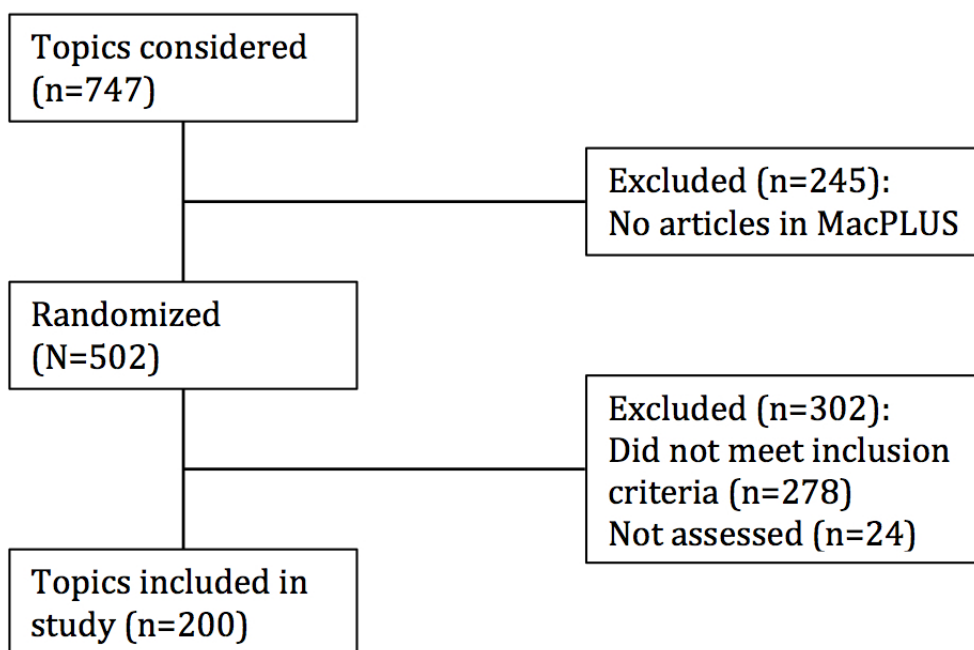 Topics considered
(n=747)
Excluded (n=245):
No articles in MacPLUS
Randomized
(N=502)
Excluded (n=302):
Did not meet inclusion
criteria (n=278)
Not assessed (n=24)
Topics included in
study (n=200)